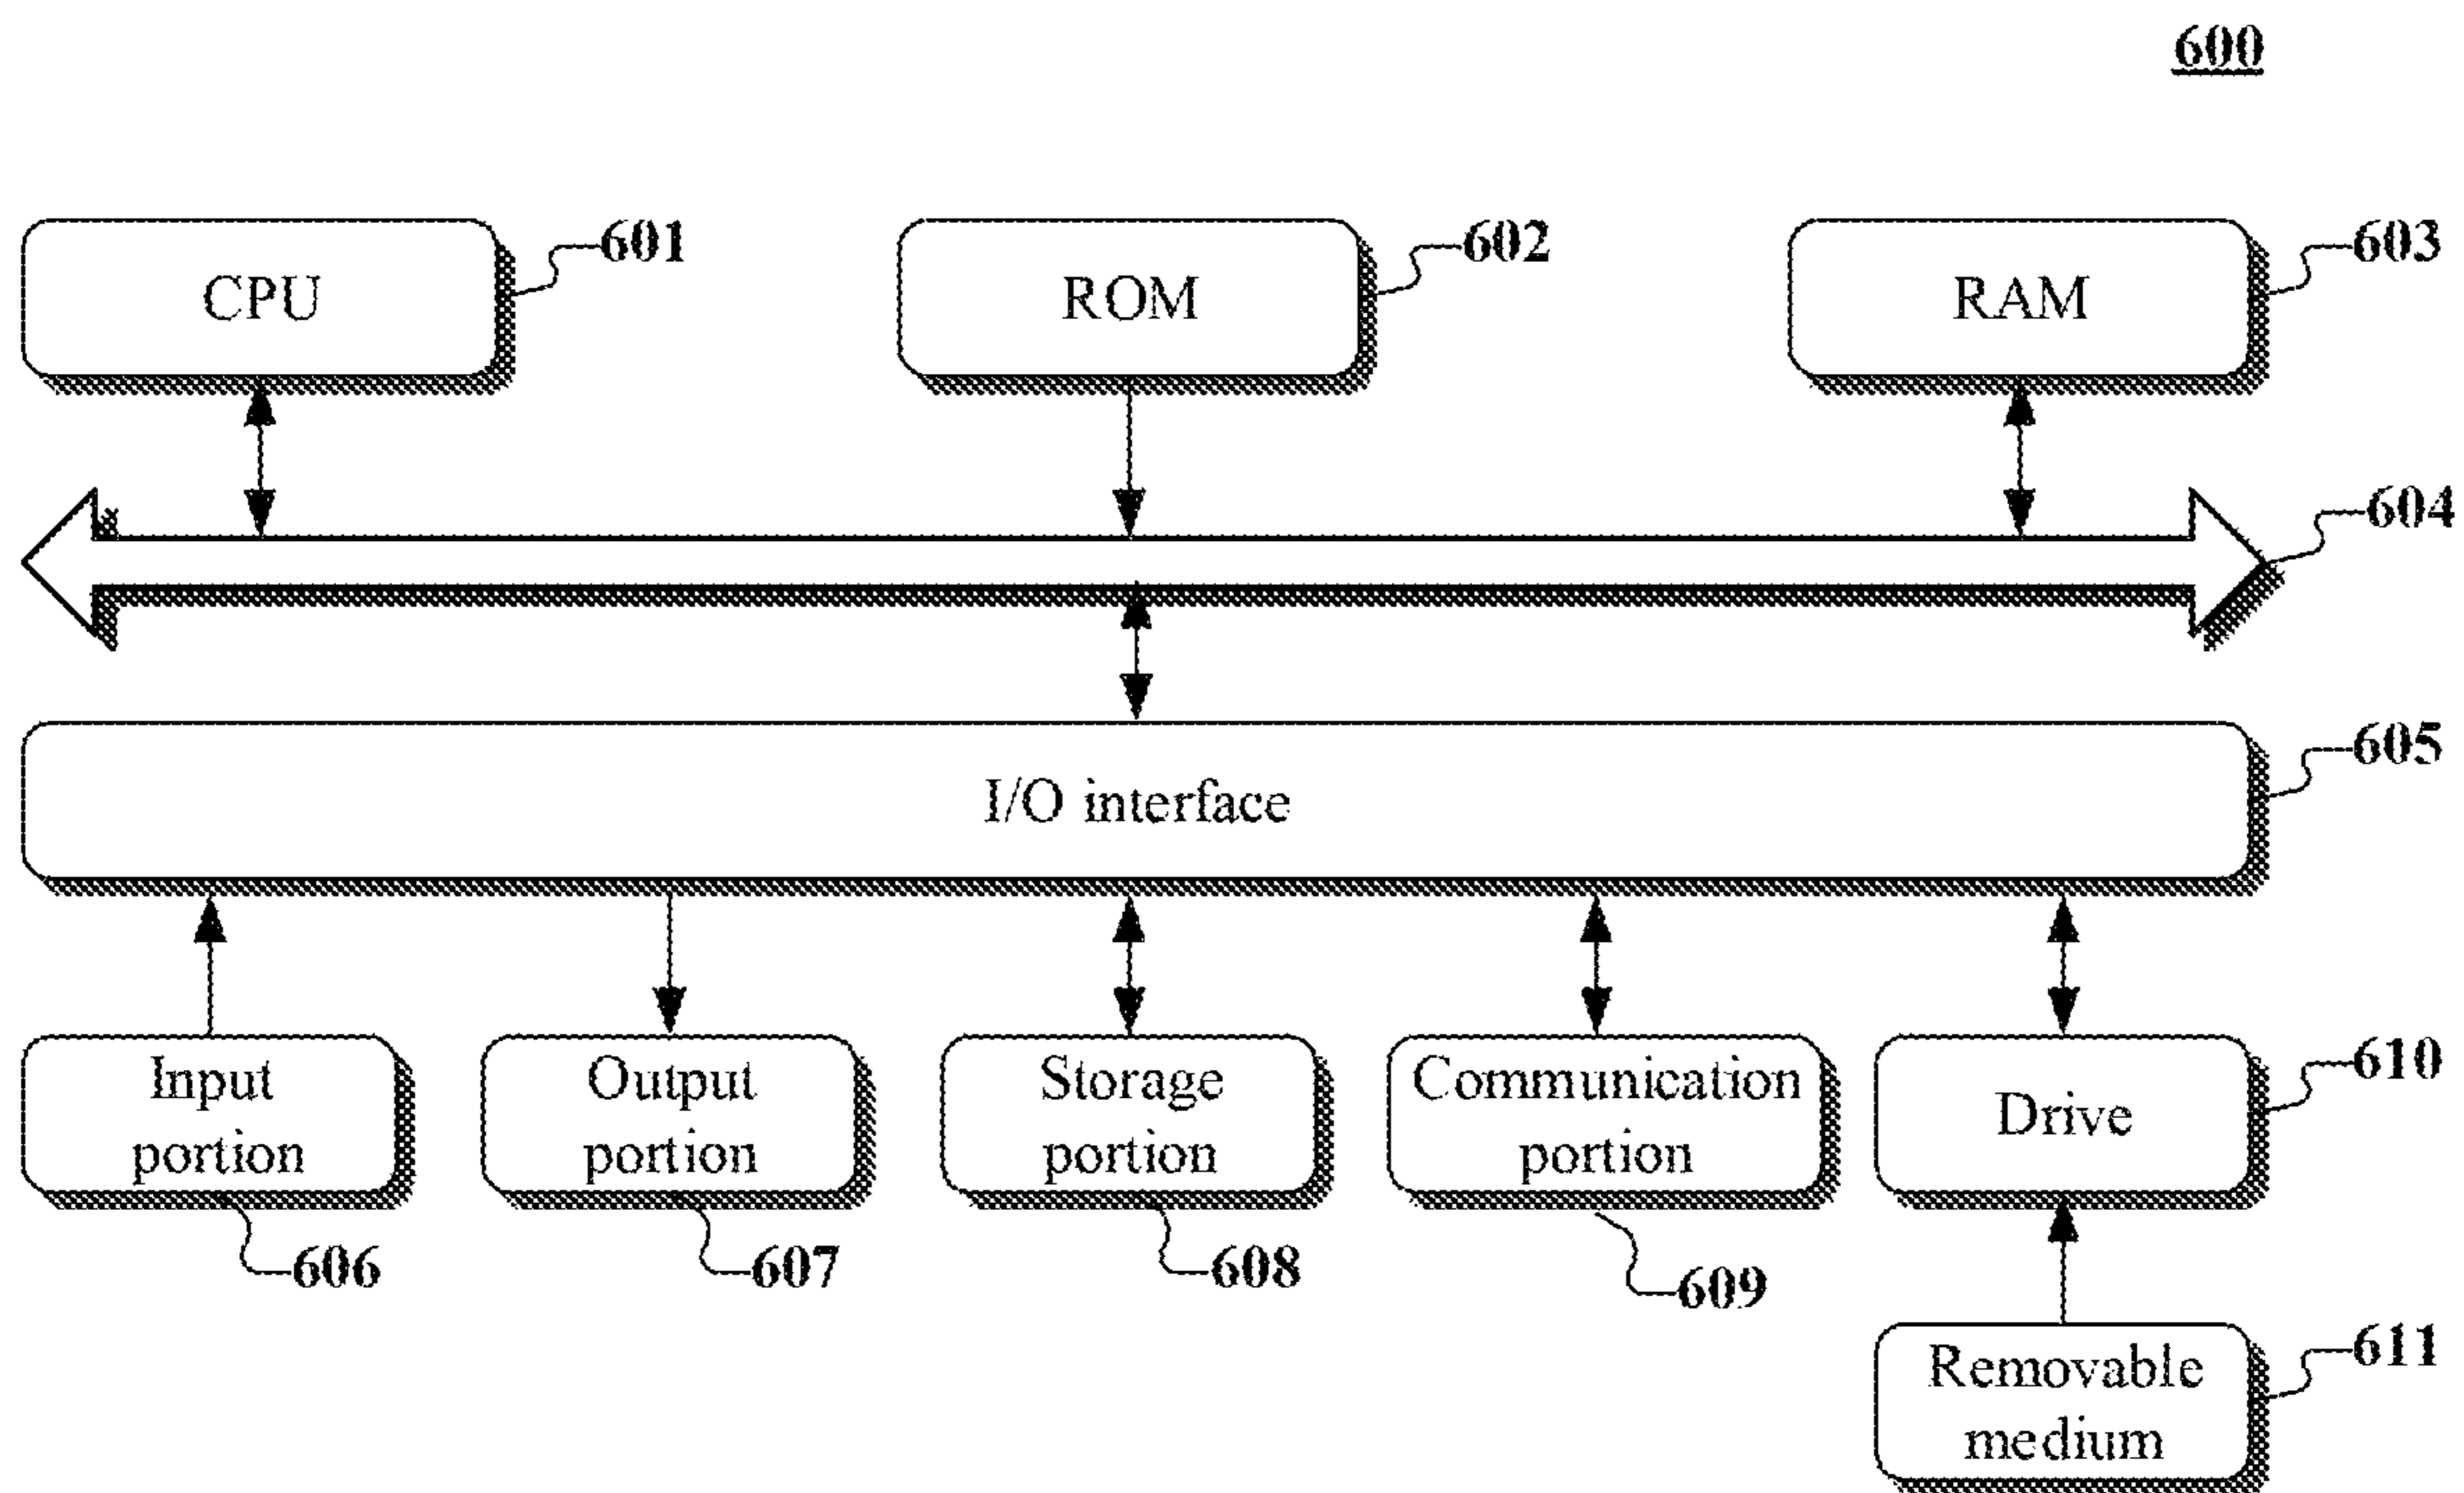 600
CPU
601
ROM
602
RAM
603
604
I/O interface
605
Input
portion
606
Output
portion
607
Storage
portion
608
Communication
portion
609
Drive
610
Removable
medium
611